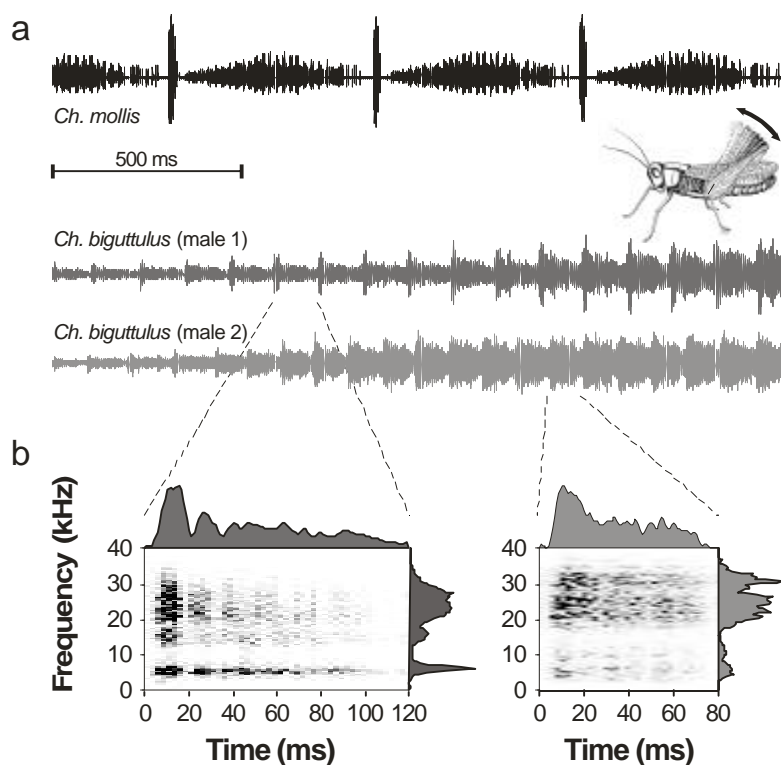 a
Ch. mollis
500 ms
Ch. biguttulus (male 1)
Ch. biguttulus (male 2)
b
Frequency (kHz)
40
30
20
10
0
0 20 40 60 80 100 120
Time (ms)
40
30
20
10
0
0 20 40 60 80
Time (ms)